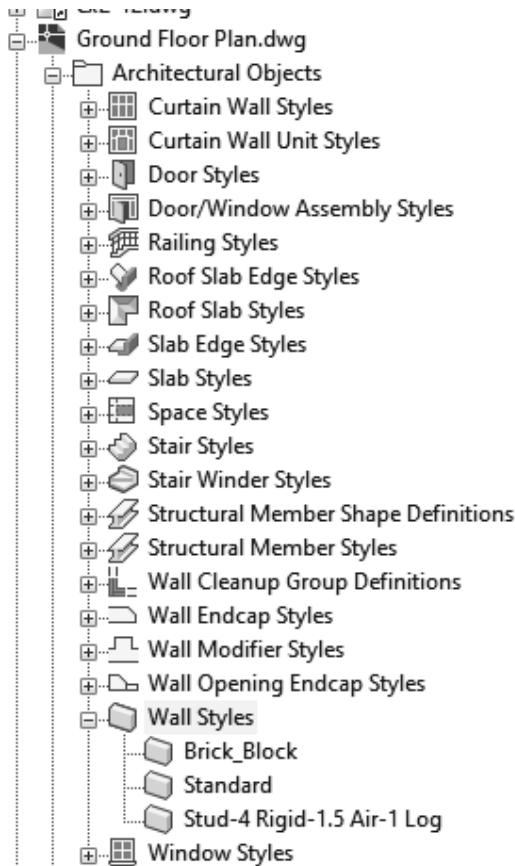 Ground Floor Plan.dwg
Architectural Objects
Curtain Wall Styles
Curtain Wall Unit Styles
Door Styles
Door/Window Assembly Styles
Railing Styles
Roof Slab Edge Styles
Roof Slab Styles
Slab Edge Styles
Slab Styles
Space Styles
Stair Styles
Stair Winder Styles
Structural Member Shape Definitions
Structural Member Styles
Wall Cleanup Group Definitions
Wall Endcap Styles
Wall Modifier Styles
Wall Opening Endcap Styles
Wall Styles
Brick_Block
Standard
Stud-4 Rigid-1.5 Air-1 Log
Window Styles